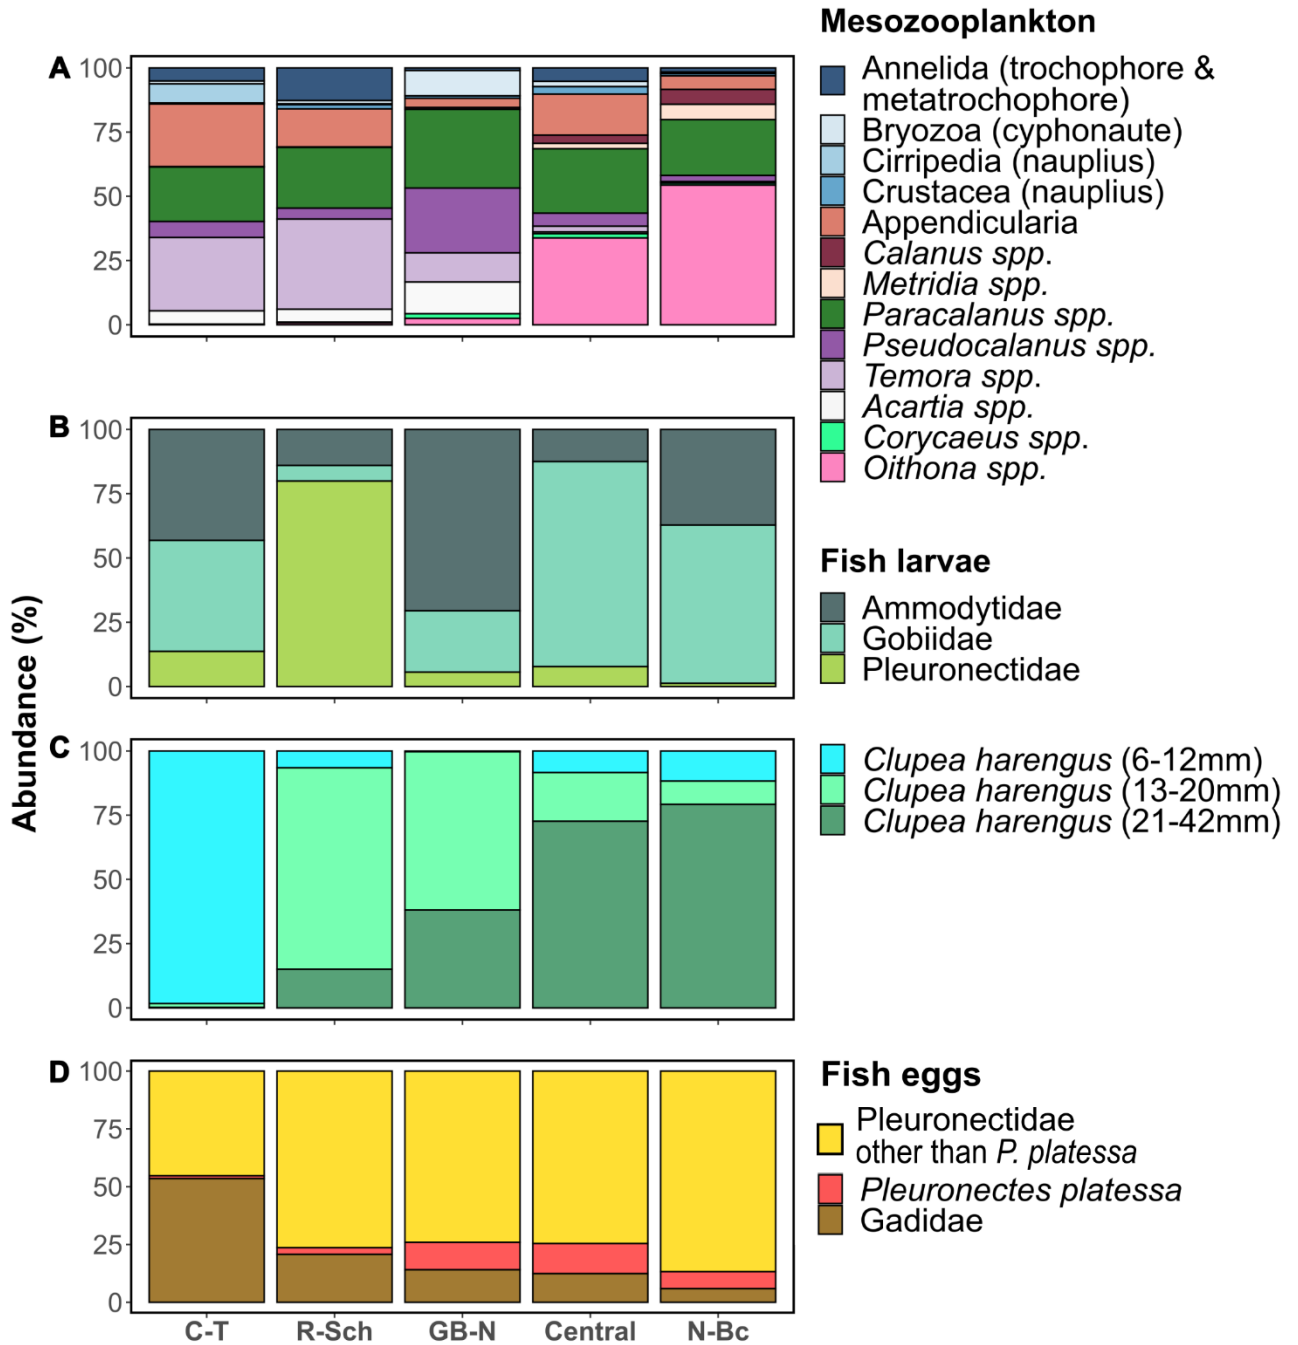 Mesozooplankton
A
100
75
50
25
0
Annelida (trochophore &
metatrochophore)
Bryozoa (cyphonaute)
Cirripedia (nauplius)
Crustacea (nauplius)
Appendicularia
Calanus spp.
Metridia spp.
Paracalanus spp.
Pseudocalanus spp.
Temora spp.
Acartia spp.
Corycaeus spp.
Oithona spp.
B
100
75
50
25
0
Fish larvae
Ammodytidae
Gobiidae
Pleuronectidae
Abundance (%)
C
100
75
50
25
0
Clupea harengus (6-12mm)
Clupea harengus (13-20mm)
Clupea harengus (21-42mm)
D
100
75
50
25
0
Fish eggs
Pleuronectidae
other than P. platessa
Pleuronectes platessa
Gadidae
C-T R-Sch GB-N Central N-Bc